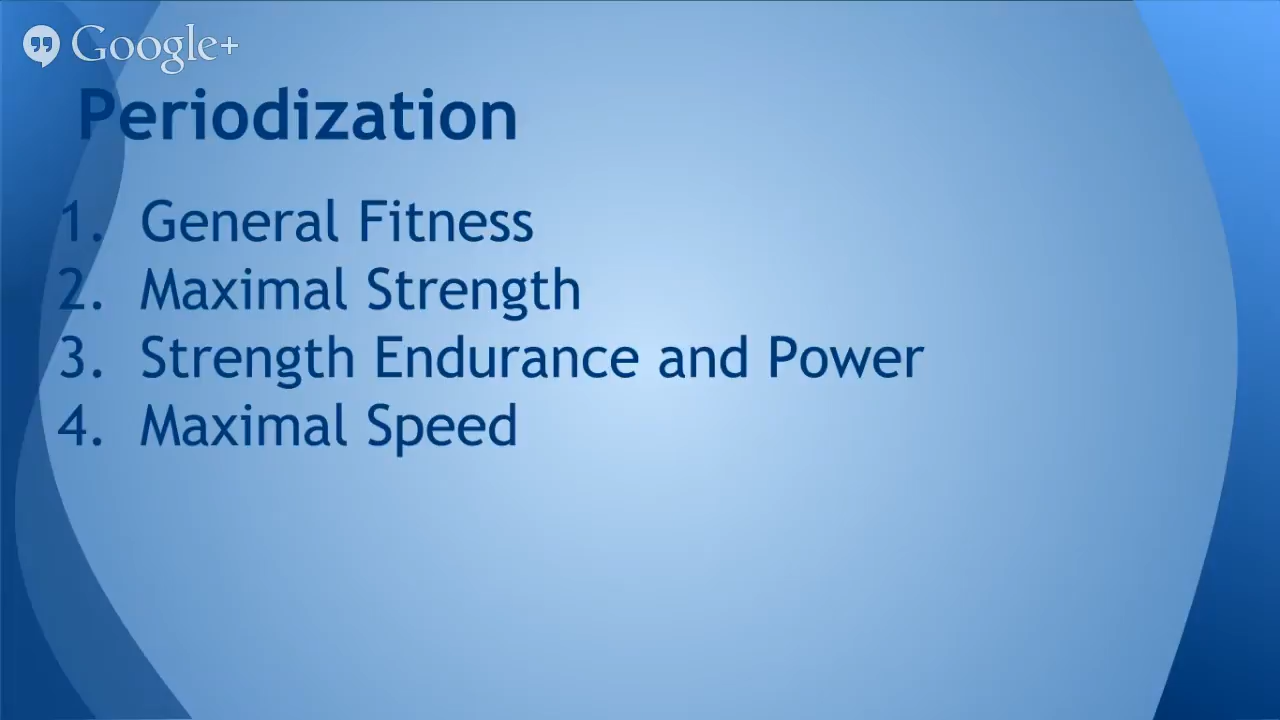 Google+
Periodization
1. General Fitness
2. Maximal Strength
3. Strength Endurance and Power
4. Maximal Speed